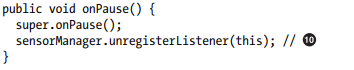 public void onPause() {
  super.onPause();
  sensorManager.unregisterListener(this); // ❿
}